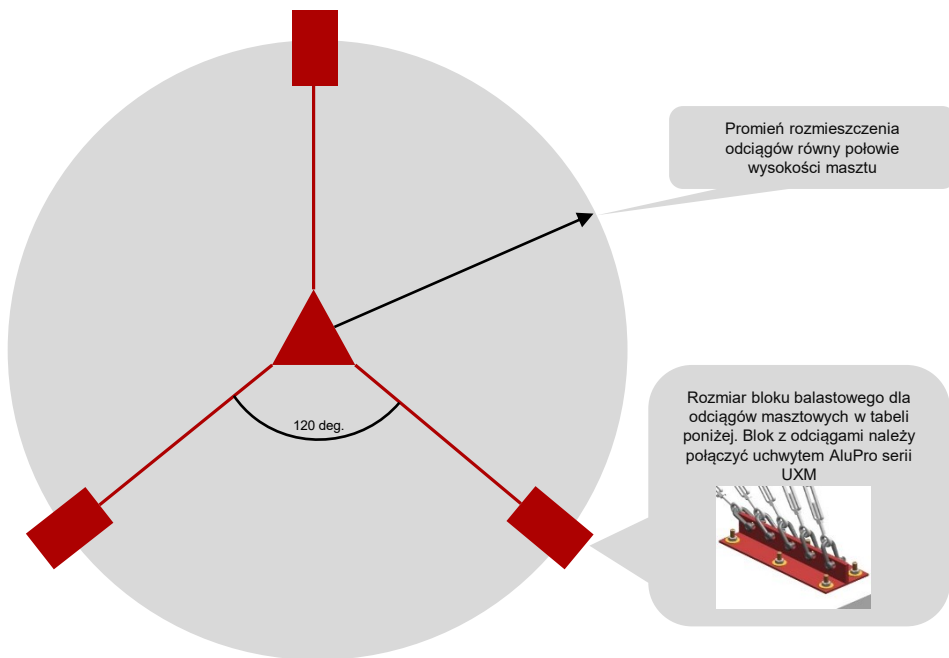 Promień rozmieszczenia
odciągów równy połowie
wysokości masztu
120 deg.
Rozmiar bloku balastowego dla
odciągów masztowych w tabeli
poniżej. Blok z odciągami należy
połączyć uchwytem AluPro serii
UXM